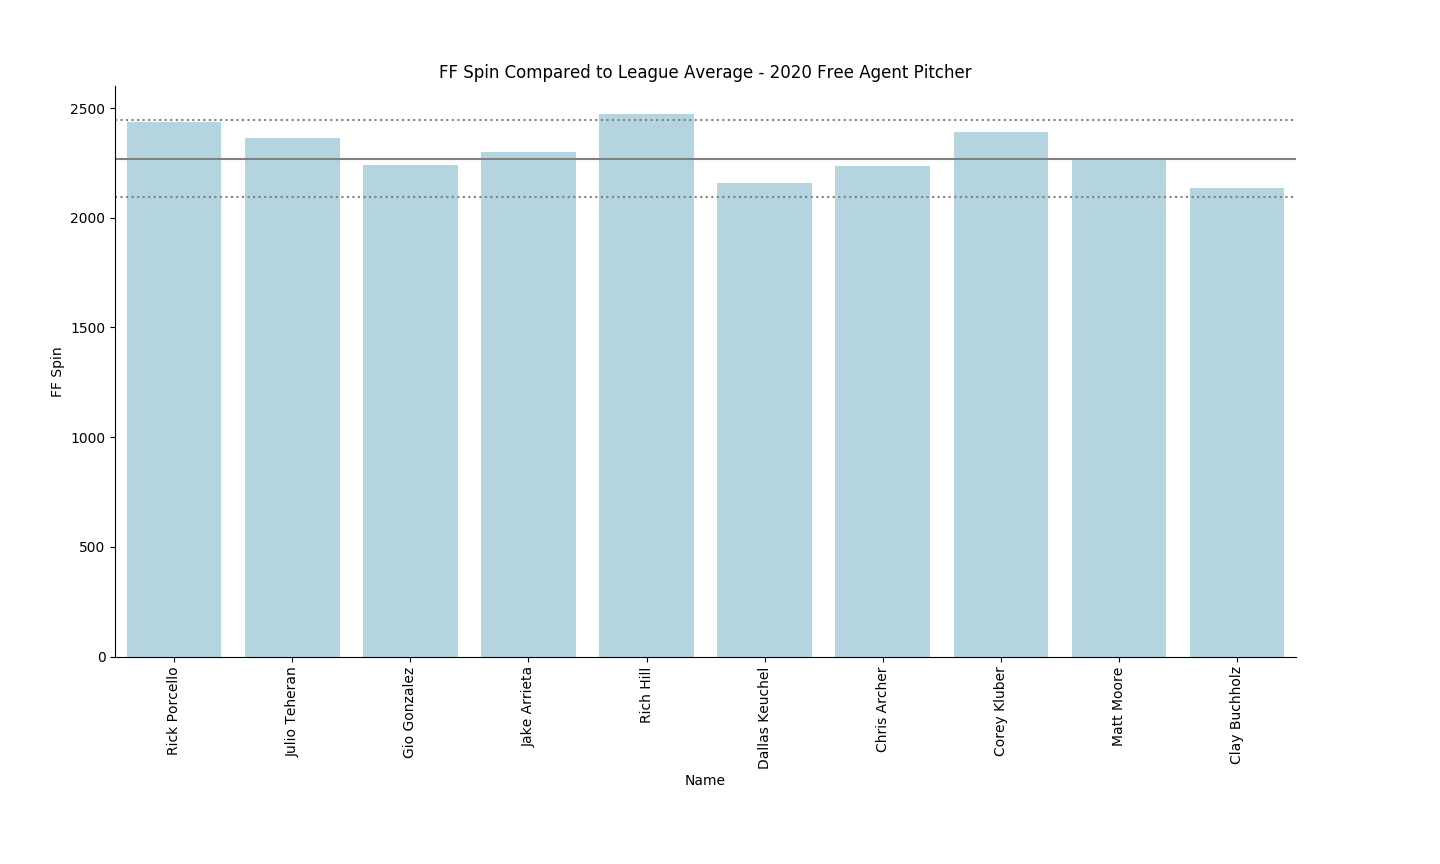 FF Spin Compared to League Average - 2020 Free Agent Pitcher
2500
2000
1500
1000
500
0
FF Spin
Rick Porcello
Julio Teheran
Gio Gonzalez
Jake Arrieta
Rich Hill
Dallas Keuchel
Chris Archer
Corey Kluber
Matt Moore
Clay Buchholz
Name